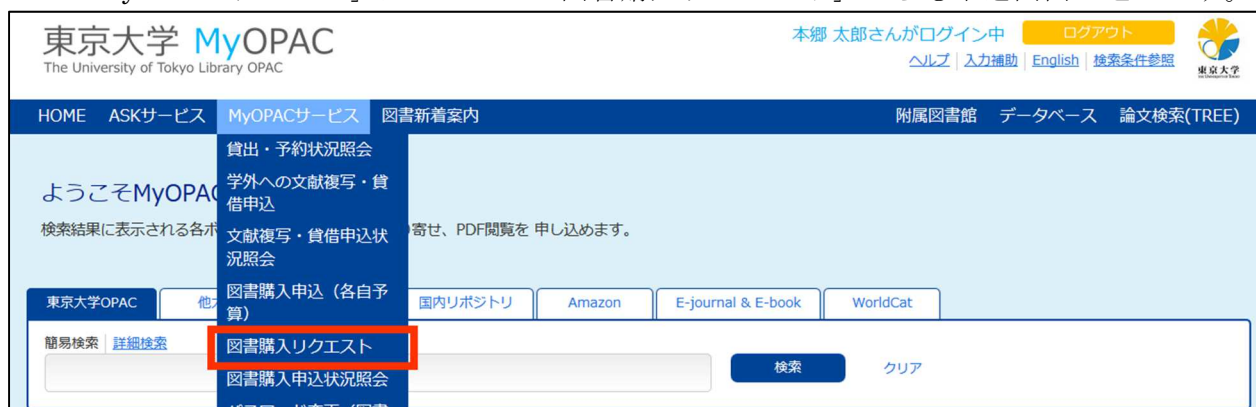 東京大学 MyOPAC
The University of Tokyo Library OPAC
本郷 太郎さんがログイン中 ログアウト
ヘルプ 入力補助 English 検索条件参照
東京大学
HOME ASKサービス MyOPACサービス 図書新着案内 附属図書館 データベース 論文検索(TREE)
貸出・予約状況照会
学外への文献複写・貸
借申込
文献複写・貸借申込状
況照会
図書購入申込（各自予
算）
図書購入リクエスト
図書購入申込状況照会
ようこそMyOPAC
検索結果に表示される各ボ
寄せ、PDF閲覧を 申し込めます。
東京大学OPAC 他 国内リポジトリ Amazon E-journal & E-book WorldCat
簡易検索 詳細検索
検索 クリア